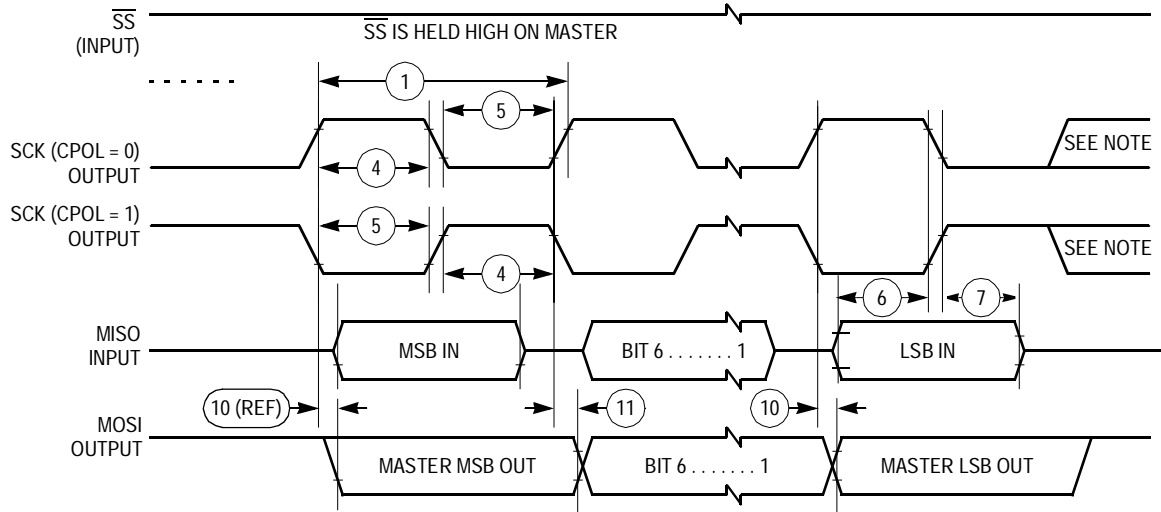 SS
(INPUT)
SS IS HELD HIGH ON MASTER
1
5
SCK (CPOL = 0)
OUTPUT
4
SEE NOTE
SCK (CPOL = 1)
OUTPUT
5
4
SEE NOTE
6
7
MISO
INPUT
MSB IN
BIT 6 . . . . . . . 1
LSB IN
10 (REF)
11
10
MOSI
OUTPUT
MASTER MSB OUT
BIT 6 . . . . . . . 1
MASTER LSB OUT